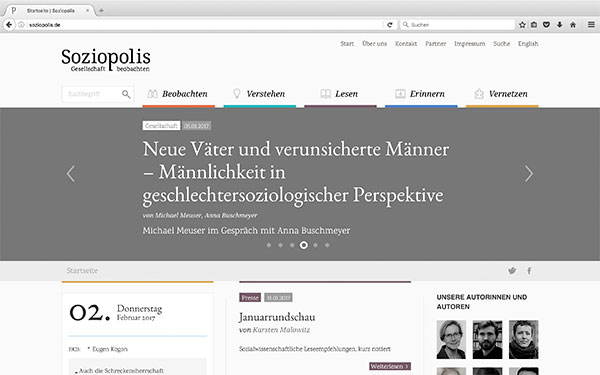 Startseite | Soziopolis
soziopolis.de
Suchen
Start Über uns Kontakt Partner Impressum Suche English
Soziopolis
Gesellschaft beobachten
Suchbegriff
Beobachten Verstehen Lesen Erinnern Vernetzen
Gesellschaft 05.01.2017
Neue Väter und verunsicherte Männer
– Männlichkeit in
geschlechtersoziologischer Perspektive
von Michael Meuser, Anna Buschmeyer
Michael Meuser im Gespräch mit Anna Buschmeyer
Startseite
02. Donnerstag
Februar 2017
1903: * Eugen Kogon
Auch die Schreckensherrschaft
Presse 31.01.2017
Januarrundschau
von Karsten Malowitz
Sozialwissenschaftliche Leseempfehlungen, kurz notiert
Weiterlesen
UNSERE AUTORINNEN UND
AUTOREN